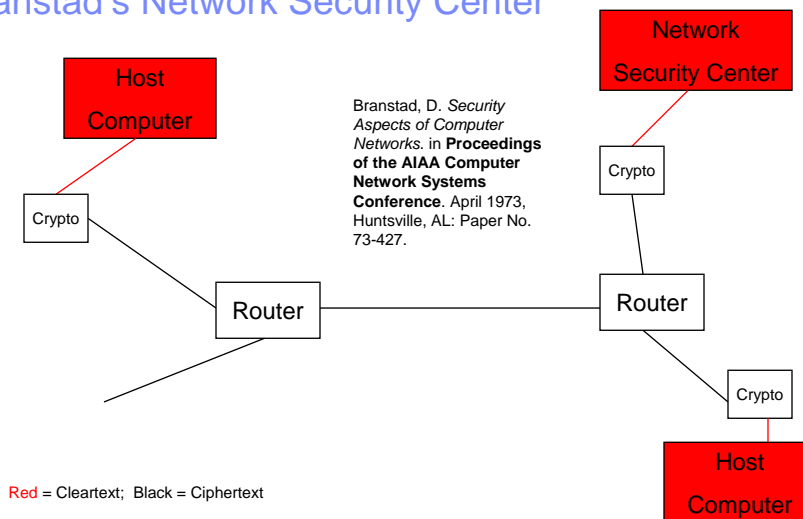 anstad's Network Security Center
Network
Security Center
Host
Computer
Branstad, D. Security
Aspects of Computer
Networks. in Proceedings
of the AIAA Computer
Network Systems
Conference. April 1973,
Huntsville, AL: Paper No.
73-427.
Crypto
Crypto
Router
Router
Crypto
Host
Computer
Red = Cleartext; Black = Ciphertext